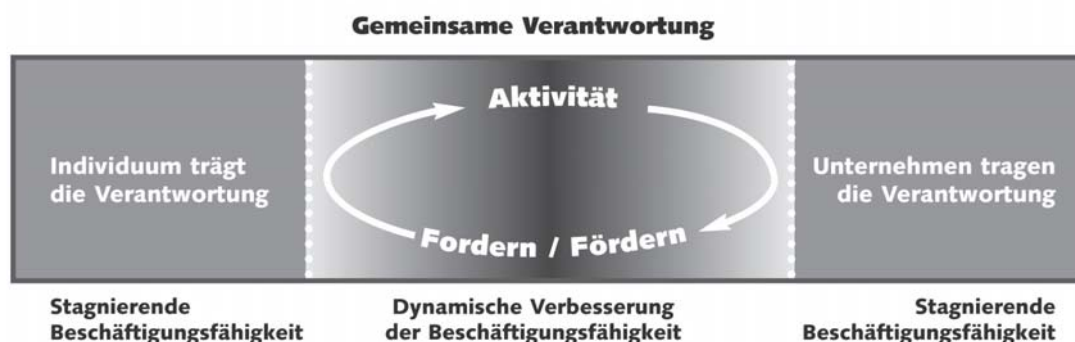 Gemeinsame Verantwortung
Aktivität
Individuum trägt
die Verantwortung
Unternehmen tragen
die Verantwortung
Fordern / Fördern
Stagnierende
Beschäftigungsfähigkeit
Dynamische Verbesserung
der Beschäftigungsfähigkeit
Stagnierende
Beschäftigungsfähigkeit